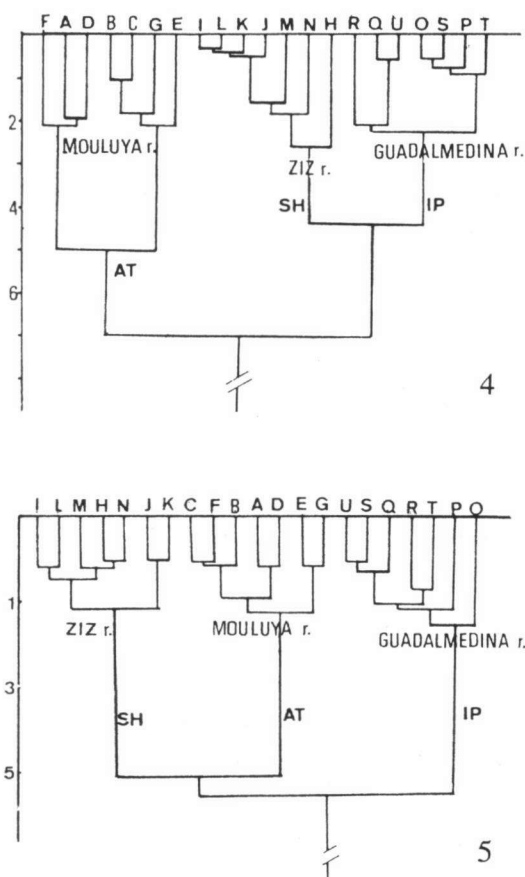 F A D B C G E I L K J M N H R Q U O S P T
2
MOULUYA r.
GUADALMEDINA r.
ZIZ r.
4
SH
IP
AT
6
4
I L M H N J K C F B A D E G U S Q R T P O
1
ZIZ r.
MOULUYA r.
GUADALMEDINA r.
3
SH
AT
IP
5
5